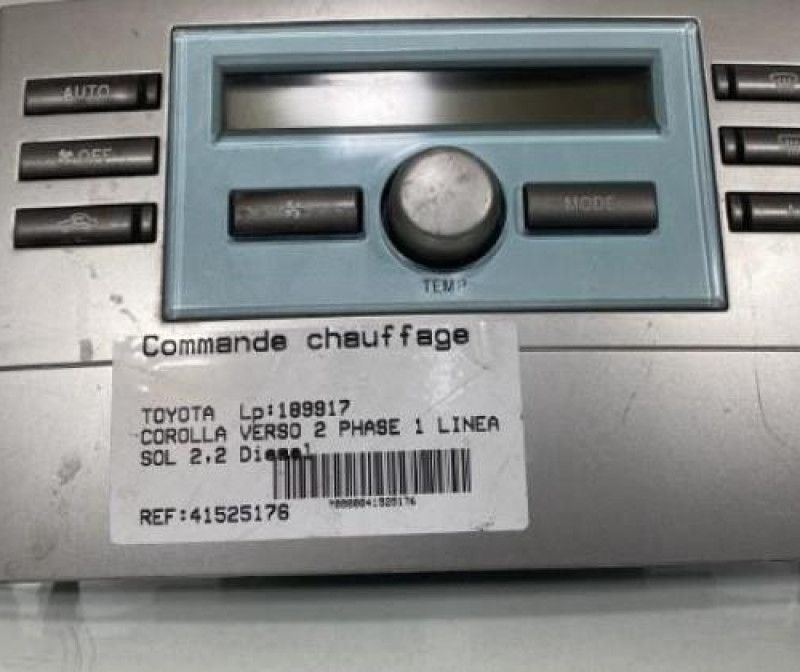 AUTO
OFF
MODE
TEMP
Commande chauffage
TOYOTA Lp:189917
COROLLA VERSO 2 PHASE 1 LINEA
SOL 2.2 Diesel
REF:41525176